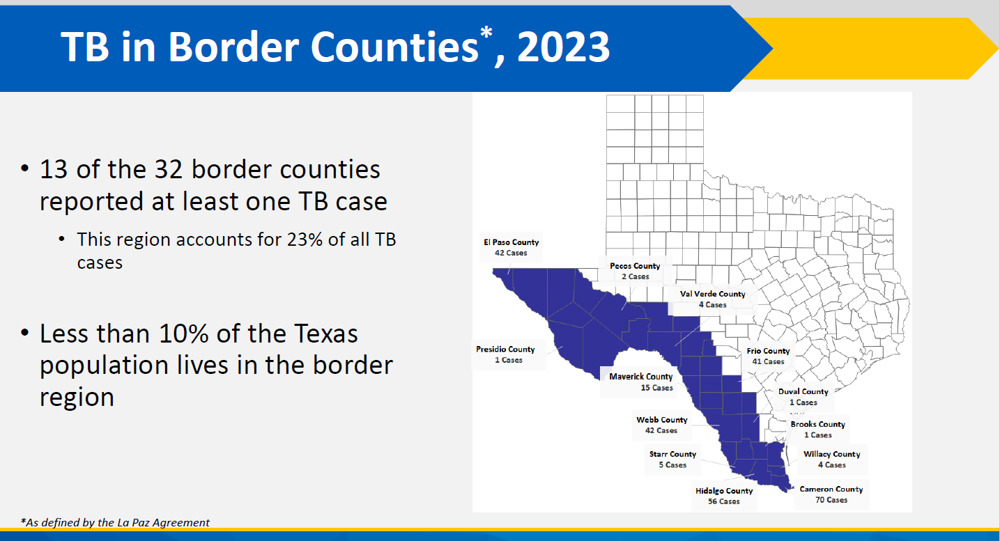 TB in Border Counties*, 2023
• 13 of the 32 border counties
reported at least one TB case
• This region accounts for 23% of all TB
cases
• Less than 10% of the Texas
population lives in the border
region
El Paso County
42 Cases
Pecos County
2 Cases
Val Verde County
4 Cases
Presidio County
1 Cases
Frio County
41 Cases
Maverick County
15 Cases
Duval County
1 Cases
Webb County
42 Cases
Brooks County
1 Cases
Starr County
5 Cases
Willacy County
4 Cases
Hidalgo County
56 Cases
Cameron County
70 Cases
*As defined by the La Paz Agreement